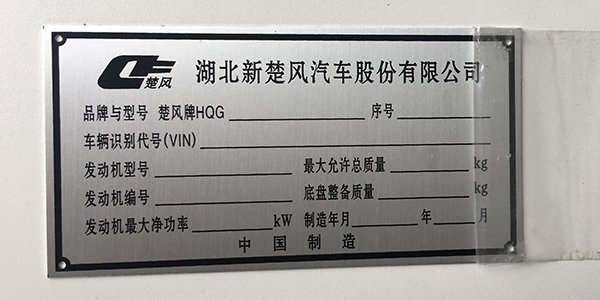 楚风 湖北新楚风汽车股份有限公司
品牌与型号 楚风牌HQG 序号
车辆识别代号(VIN)
发动机型号 最大允许总质量 kg
发动机编号 底盘整备质量 kg
发动机最大净功率 kW 制造年月 年 月
中国制造